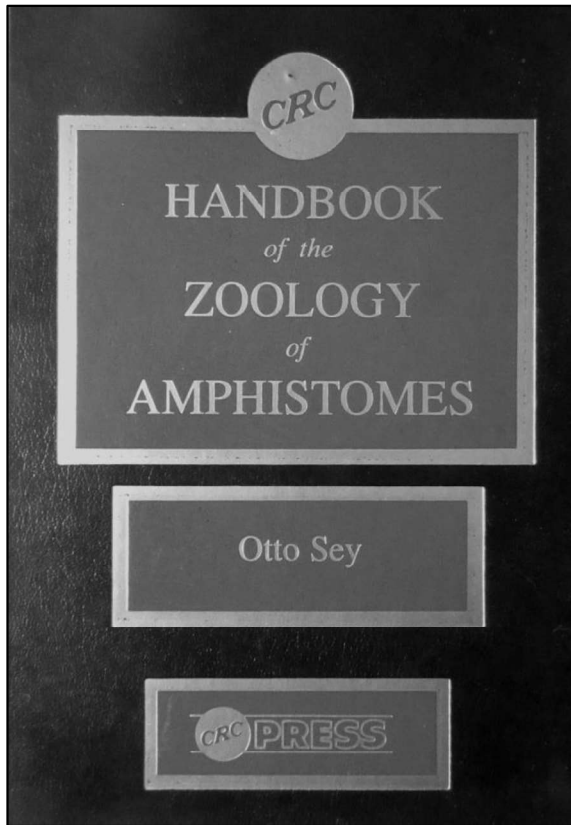 CRC
HANDBOOK
of the
ZOOLOGY
of
AMPHISTOMES
Otto Sey
CRC PRESS